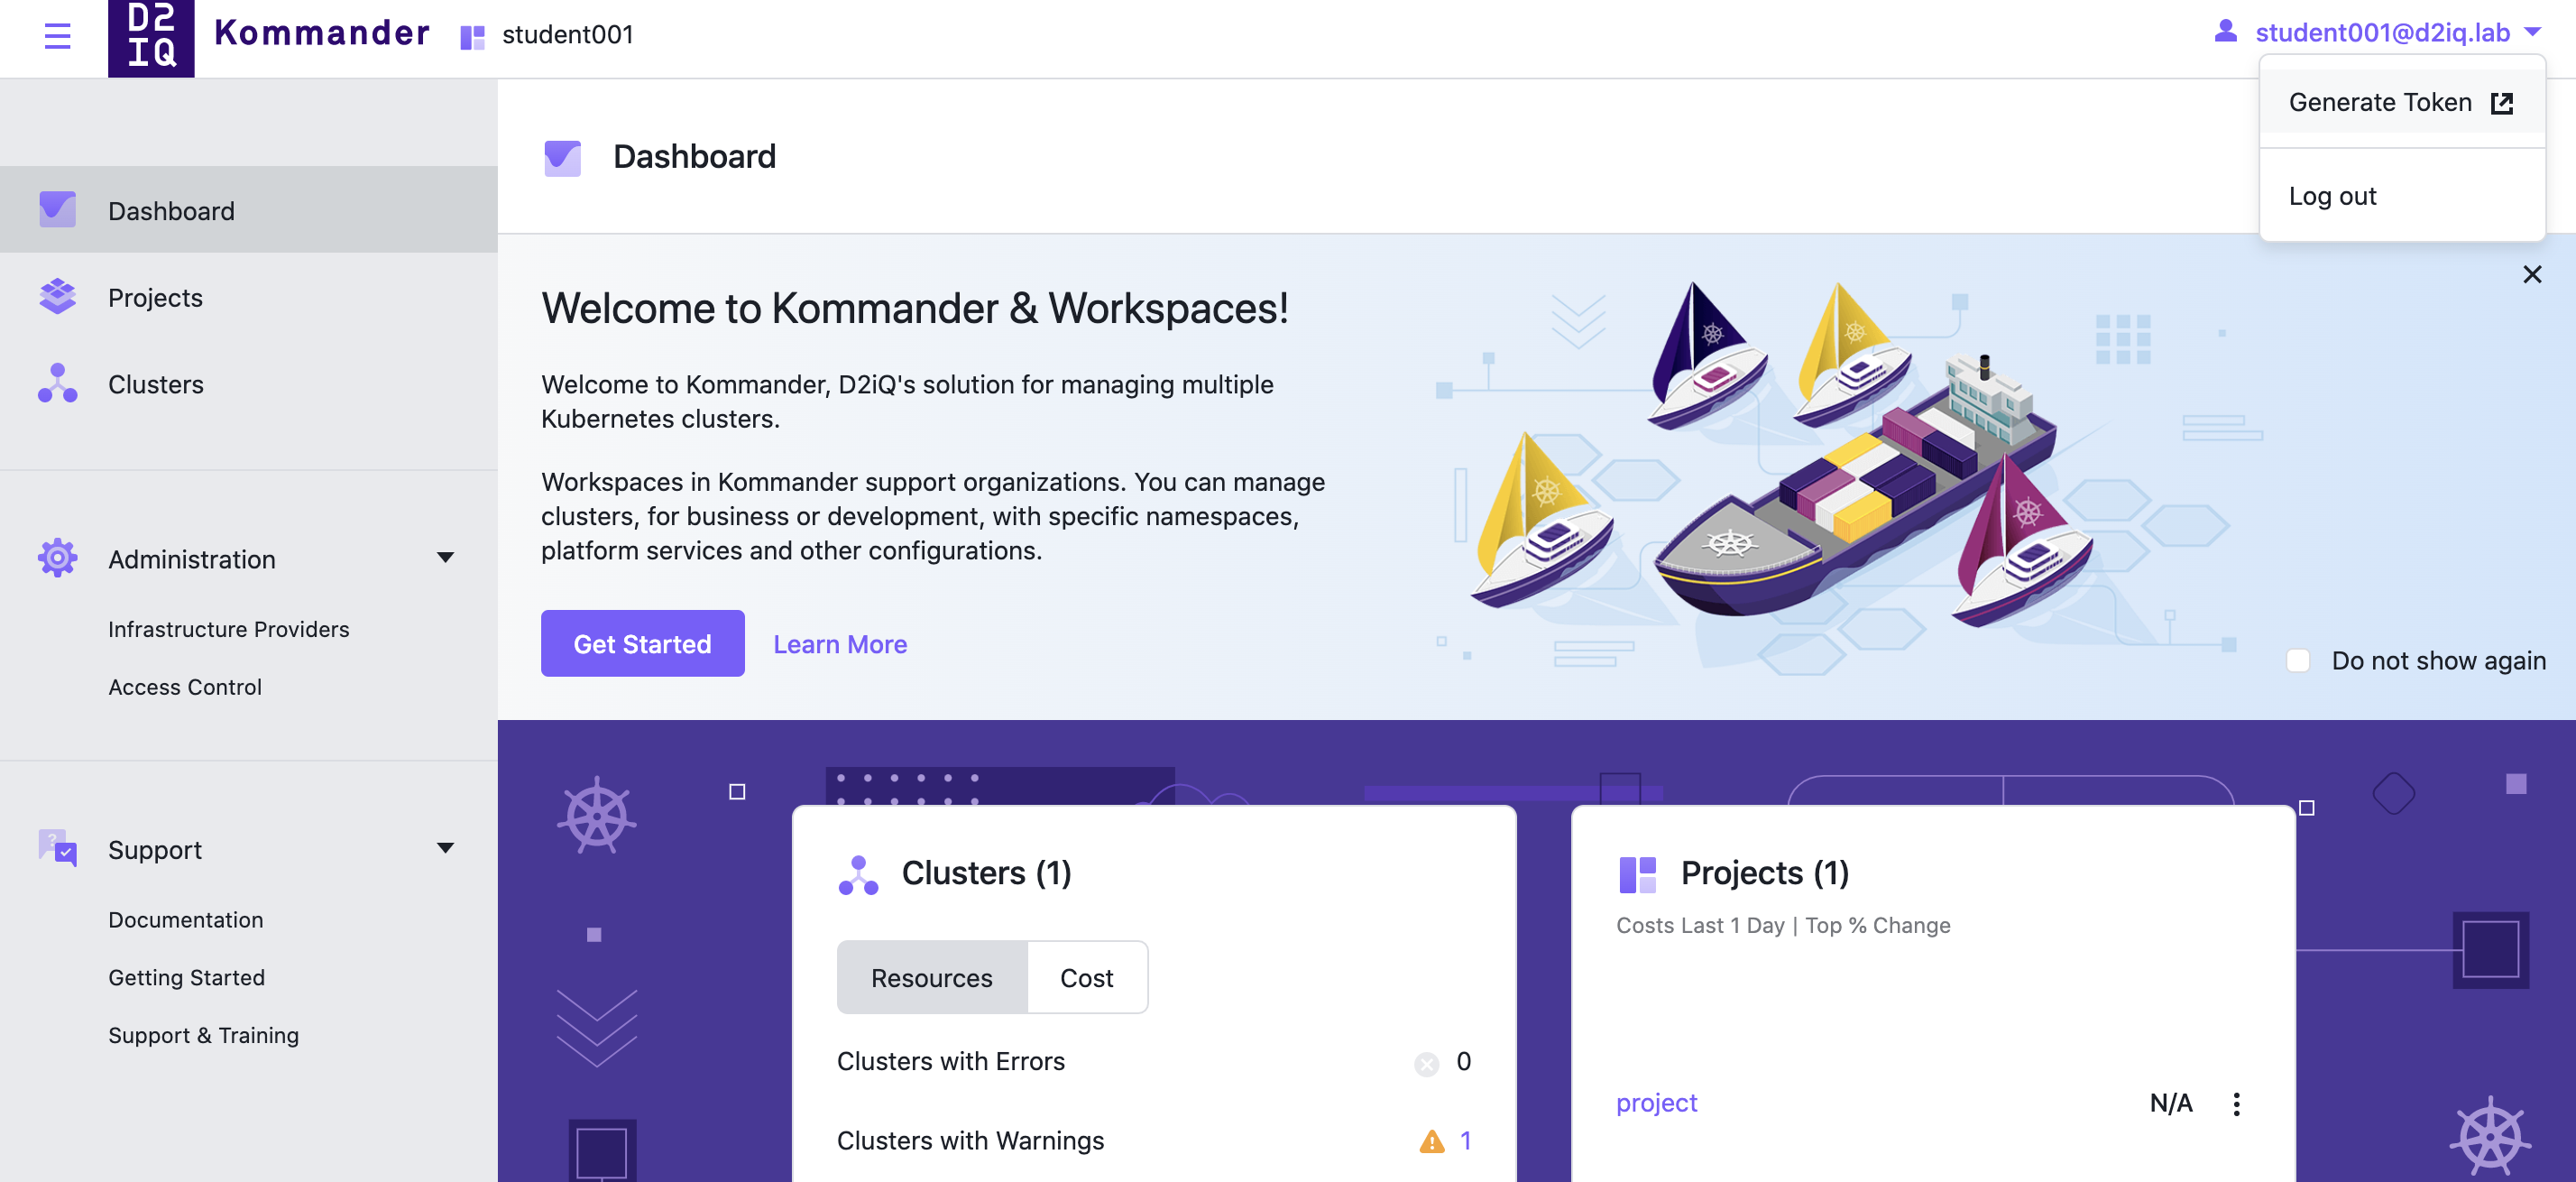 D2
IQ
Kommander
student001
student001@d2iq.lab
Generate Token
Log out
Dashboard
Projects
Clusters
Administration
Infrastructure Providers
Access Control
Support
Documentation
Getting Started
Support & Training
Dashboard
Welcome to Kommander & Workspaces!
Welcome to Kommander, D2iQ's solution for managing multiple
Kubernetes clusters.
Workspaces in Kommander support organizations. You can manage
clusters, for business or development, with specific namespaces,
platform services and other configurations.
Get Started
Learn More
Do not show again
Clusters (1)
Resources
Cost
Clusters with Errors
0
Clusters with Warnings
1
Projects (1)
Costs Last 1 Day | Top % Change
project
N/A